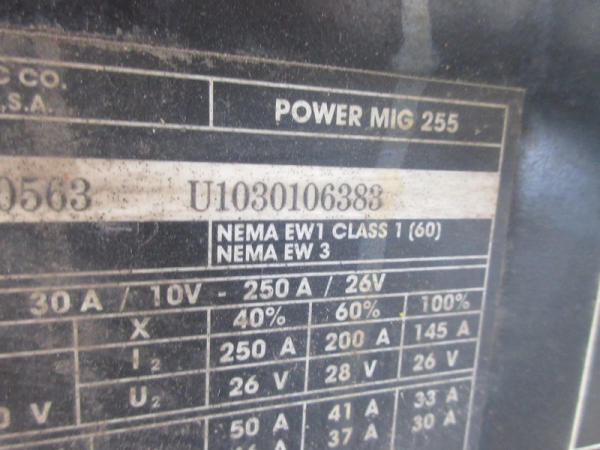 C CO.
.S.A.
POWER MIG 255
0563 U1030106383
NEMA EW1 CLASS 1 (60)
NEMA EW 3
30 A / 10V - 250 A / 26V
X 40% 60% 100%
I2 250 A 200 A 145 A
0 V U2 26 V 28 V 26 V
50 A 41 A 33 A
37 A 30 A